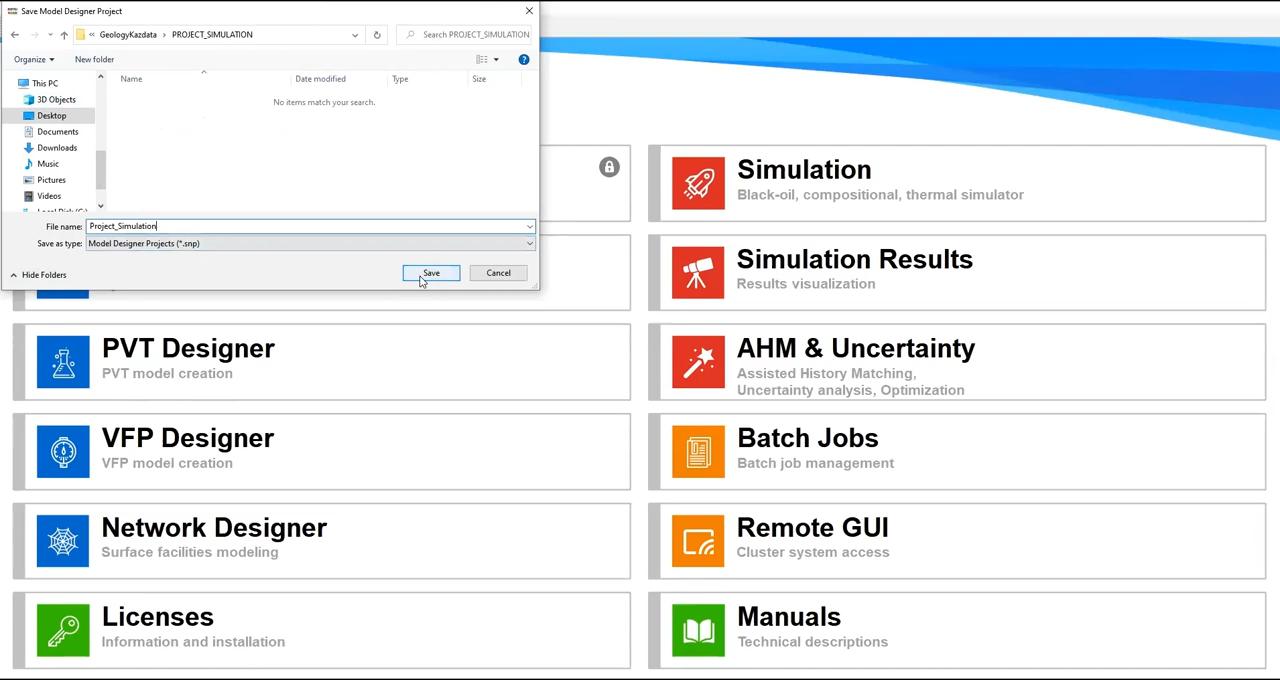 Save Model Designer Project
« GeologyKazdata › PROJECT_SIMULATION
Search PROJECT_SIMULATION
Organize
New folder
Name
Date modified
Type
Size
No items match your search.
This PC
3D Objects
Desktop
Documents
Downloads
Music
Pictures
Videos
File name: Project_Simulation
Save as type: Model Designer Projects (*.snp)
Hide Folders
Save
Cancel
Simulation
Black-oil, compositional, thermal simulator
Simulation Results
Results visualization
PVT Designer
PVT model creation
AHM & Uncertainty
Assisted History Matching,
Uncertainty analysis, Optimization
VFP Designer
VFP model creation
Batch Jobs
Batch job management
Network Designer
Surface facilities modeling
Remote GUI
Cluster system access
Licenses
Information and installation
Manuals
Technical descriptions